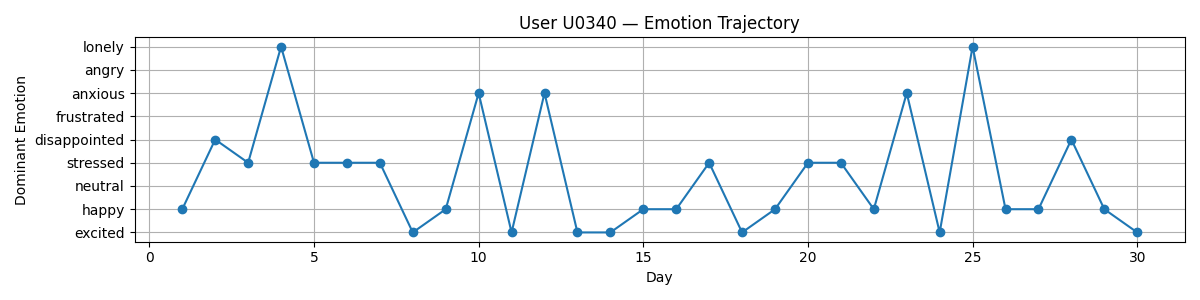 User U0340 — Emotion Trajectory
Dominant Emotion
lonely
angry
anxious
frustrated
disappointed
stressed
neutral
happy
excited
0 5 10 15 20 25 30
Day